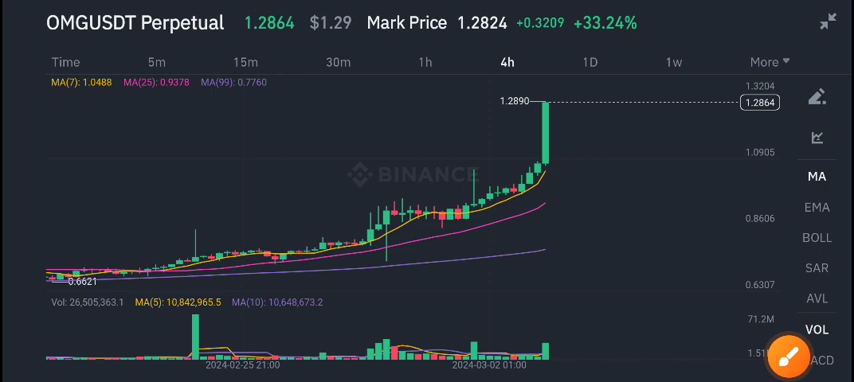 OMGUSDT Perpetual 1.2864 $1.29 Mark Price 1.2824 +0.3209 +33.24%
Time 5m 15m 30m 1h 4h 1D 1w More
MA(7): 1.0488 MA(25): 0.9378 MA(99): 0.7760
1.3204
1.2890
1.2864
1.0905
BINANCE
MA
EMA
0.8606
BOLL
SAR
0.6621
0.6307
AVL
Vol: 26,505,363.1 MA(5): 10,842,965.5 MA(10): 10,648,673.2
71.2M
VOL
1.51
ACD
2024-02-25 21:00 2024-03-02 01:00